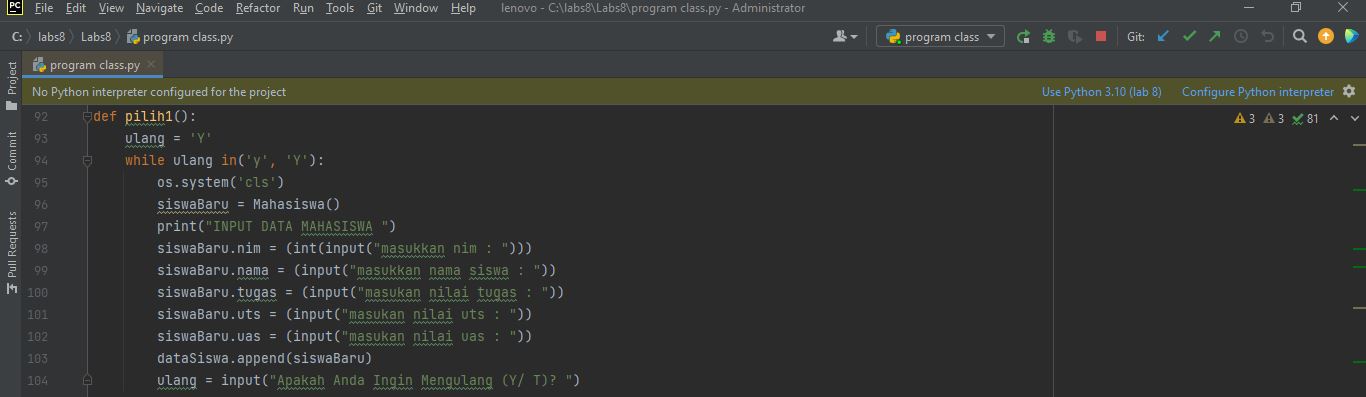 PC File Edit View Navigate Code Refactor Run Tools Git Window Help lenovo - C:\labs8\Labs8\program class.py - Administrator
C: labs8 Labs8 program class.py program class Git:
Project program class.py
No Python interpreter configured for the project Use Python 3.10 (lab 8) Configure Python interpreter
92 def pilih1(): 3 3 81
93 ulang = 'Y'
94 while ulang in('y', 'Y'):
Commit
95 os.system('cls')
96 siswaBaru = Mahasiswa()
97 print("INPUT DATA MAHASISWA ")
98 siswaBaru.nim = (int(input("masukkan nim : ")))
Pull Requests
99 siswaBaru.nama = (input("masukkan nama siswa : "))
100 siswaBaru.tugas = (input("masukan nilai tugas : "))
101 siswaBaru.uts = (input("masukan nilai uts : "))
102 siswaBaru.uas = (input("masukan nilai uas : "))
103 dataSiswa.append(siswaBaru)
104 ulang = input("Apakah Anda Ingin Mengulang (Y/ T)? ")